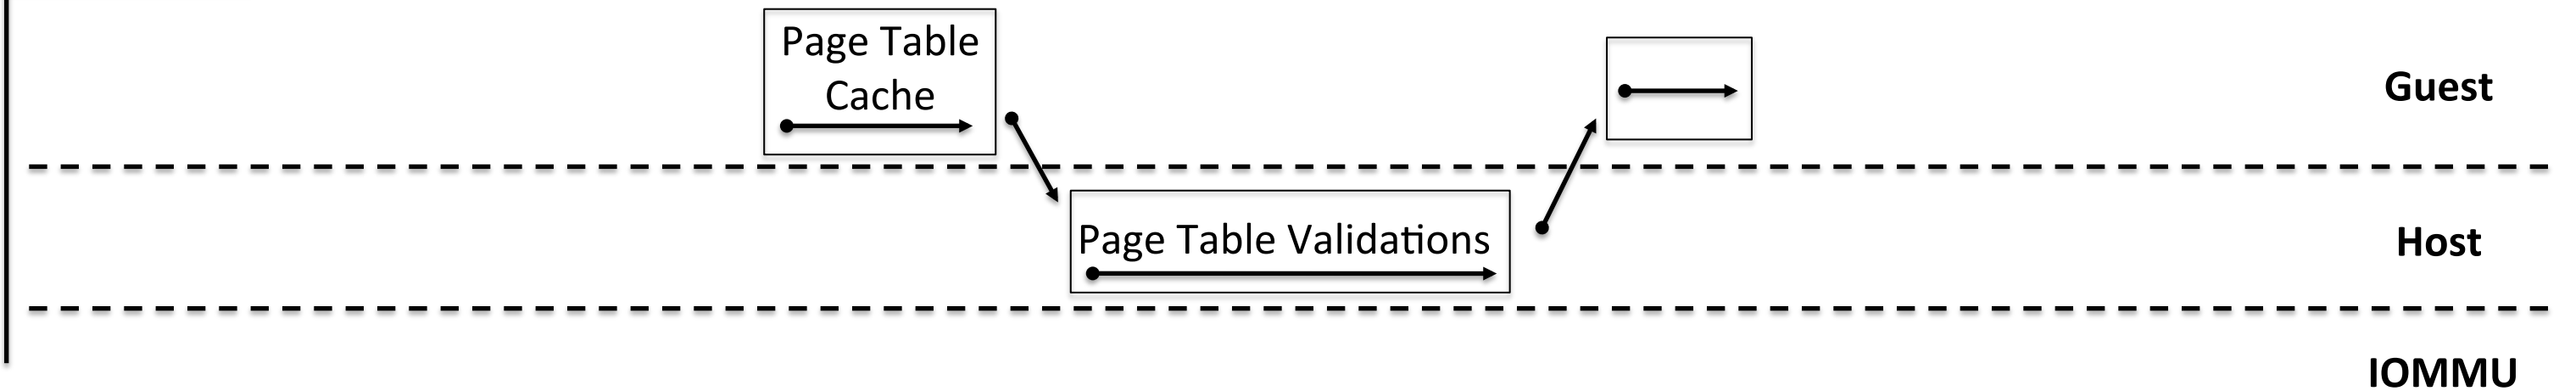 Page Table
Cache
Guest
Page Table Validations
Host
IOMMU